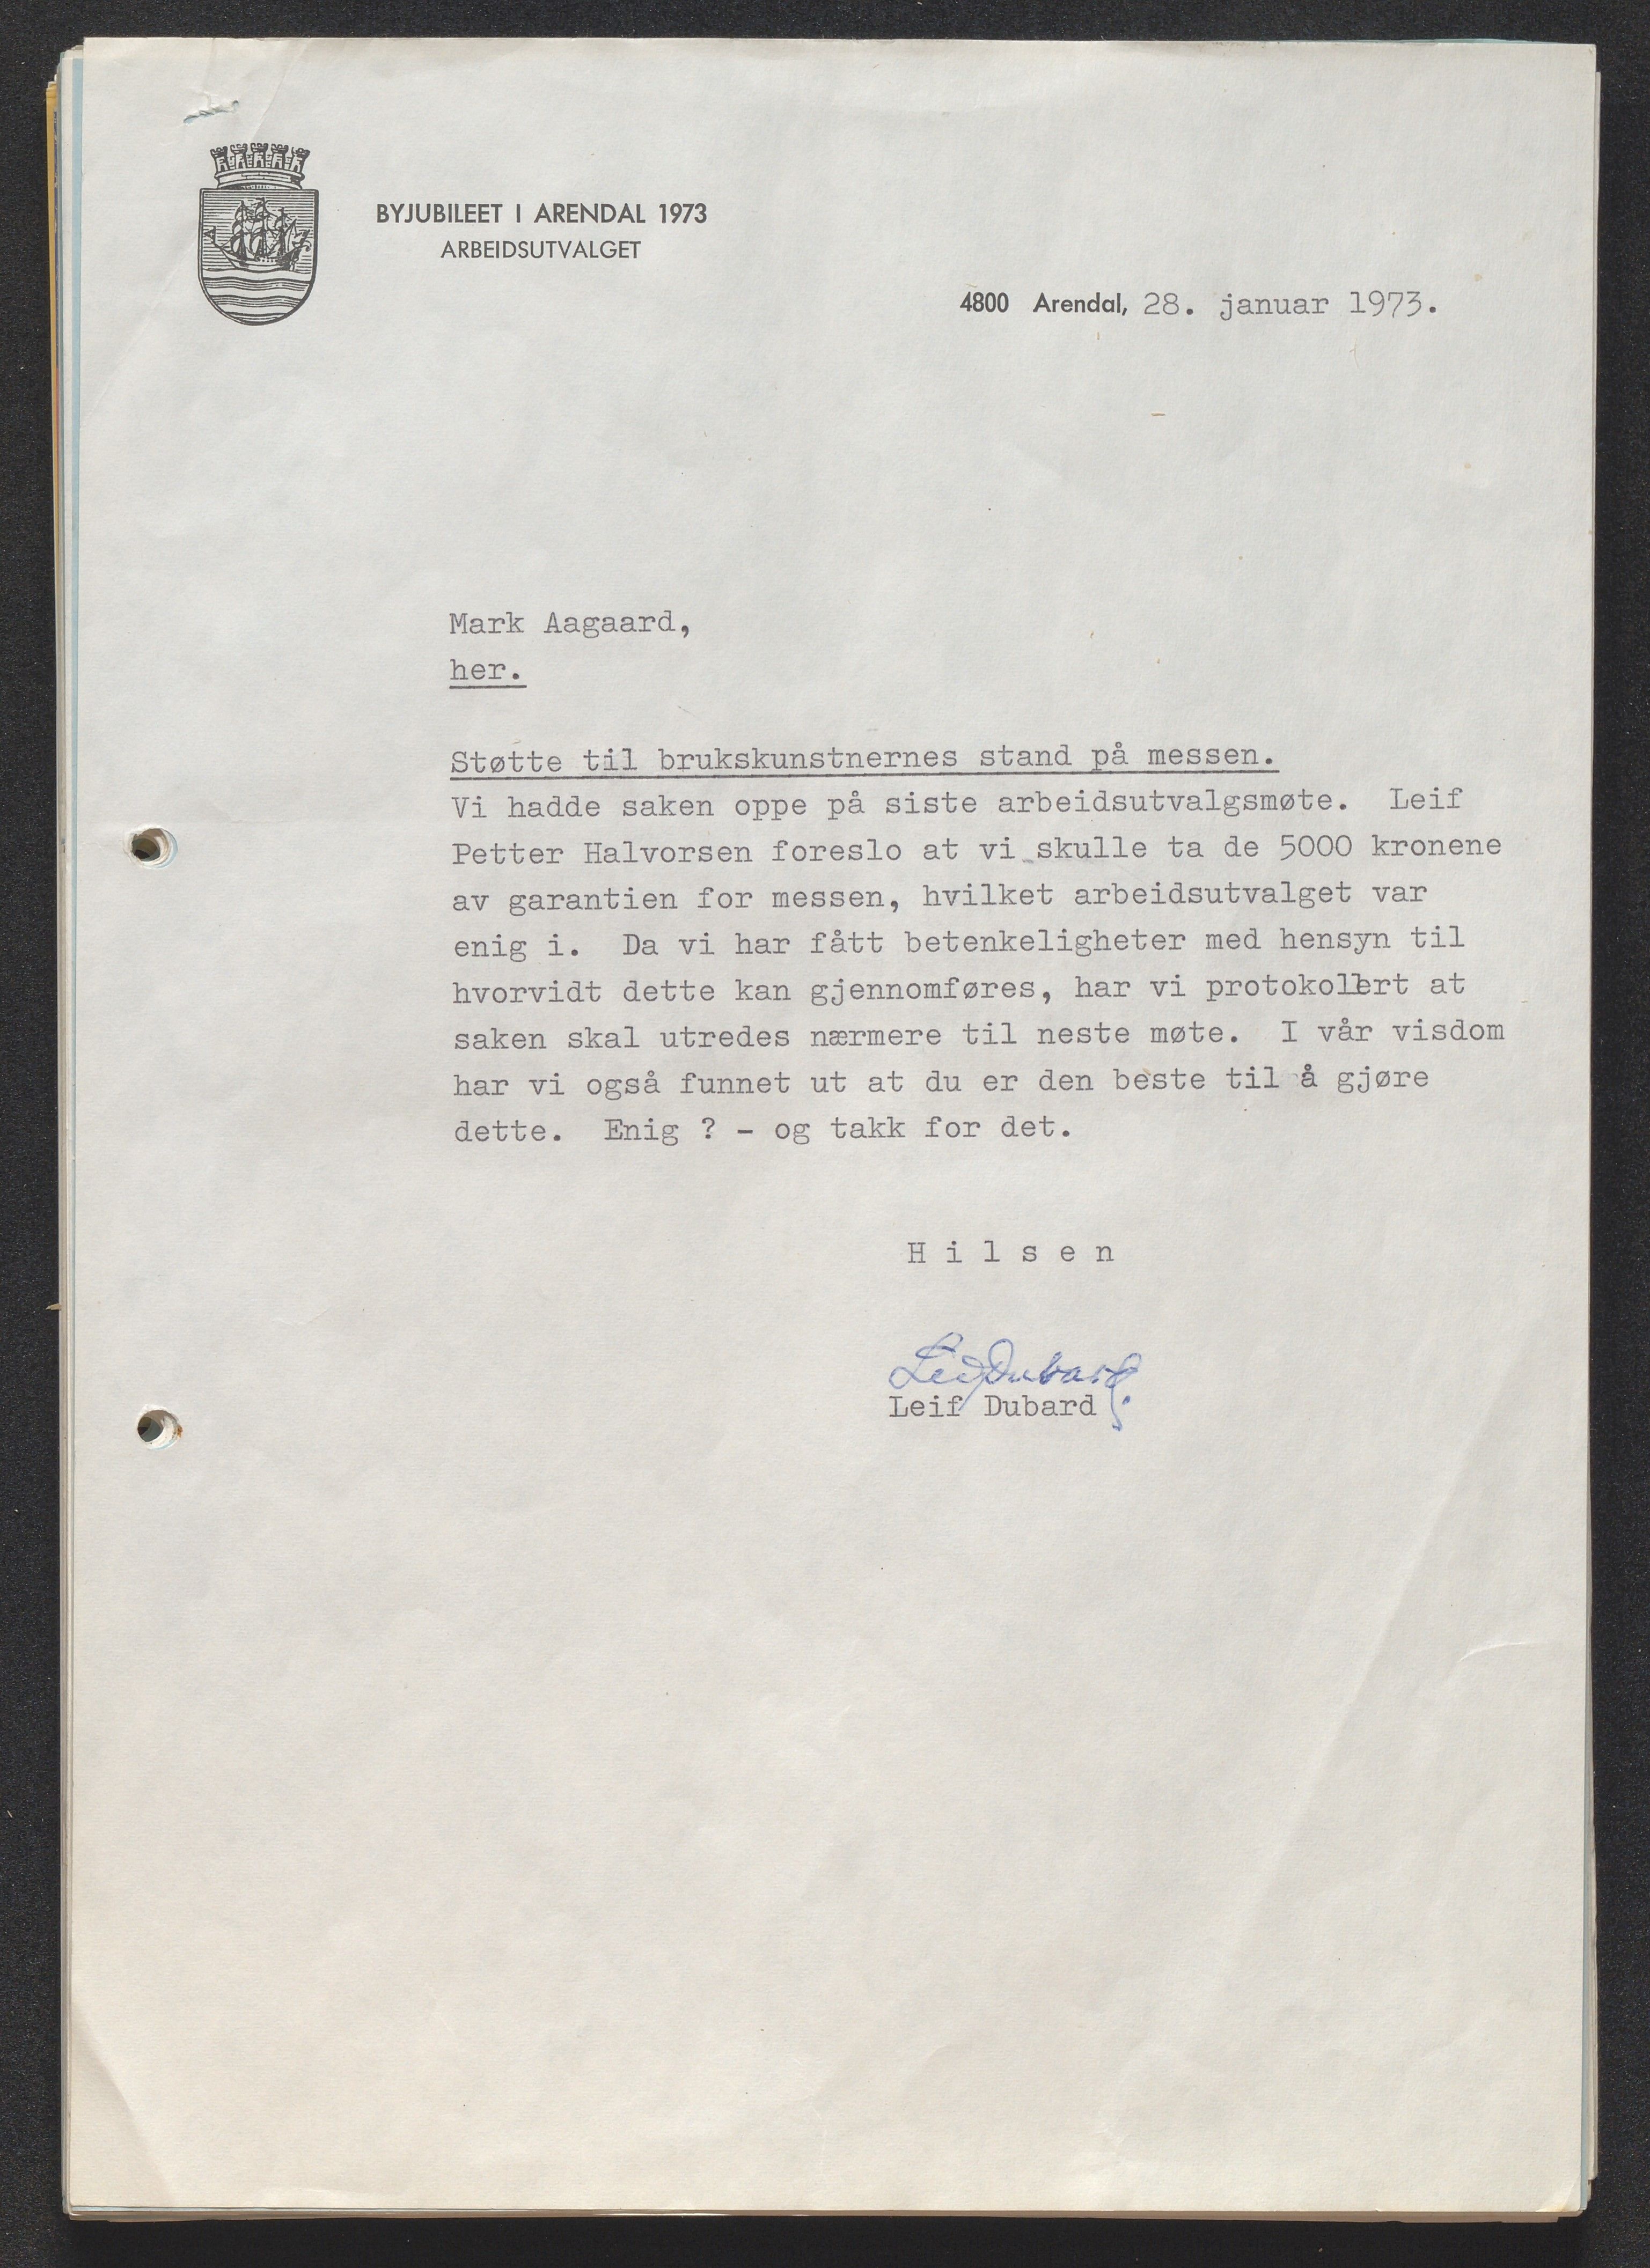 BYJUBILEET I ARENDAL 1973
ARBEIDSUTVALGET
4800 Arendal, 28. januar 1973.
Mark Aagaard,
her.
Støtte til brukskunstnernes stand på messen.
Vi hadde saken oppe på siste arbeidsutvalgsmøte. Leif
Petter Halvorsen foreslo at vi skulle ta de 5000 kronene
av garantien for messen, hvilket arbeidsutvalget var
enig i. Da vi har fått betenkeligheter med hensyn til
hvorvidt dette kan gjennomføres, har vi protokollert at
saken skal utredes nærmere til neste møte. I vår visdom
har vi også funnet ut at du er den beste til å gjøre
dette. Enig ? - og takk for det.
H i l s e n
Leif Dubard
Leif Dubard